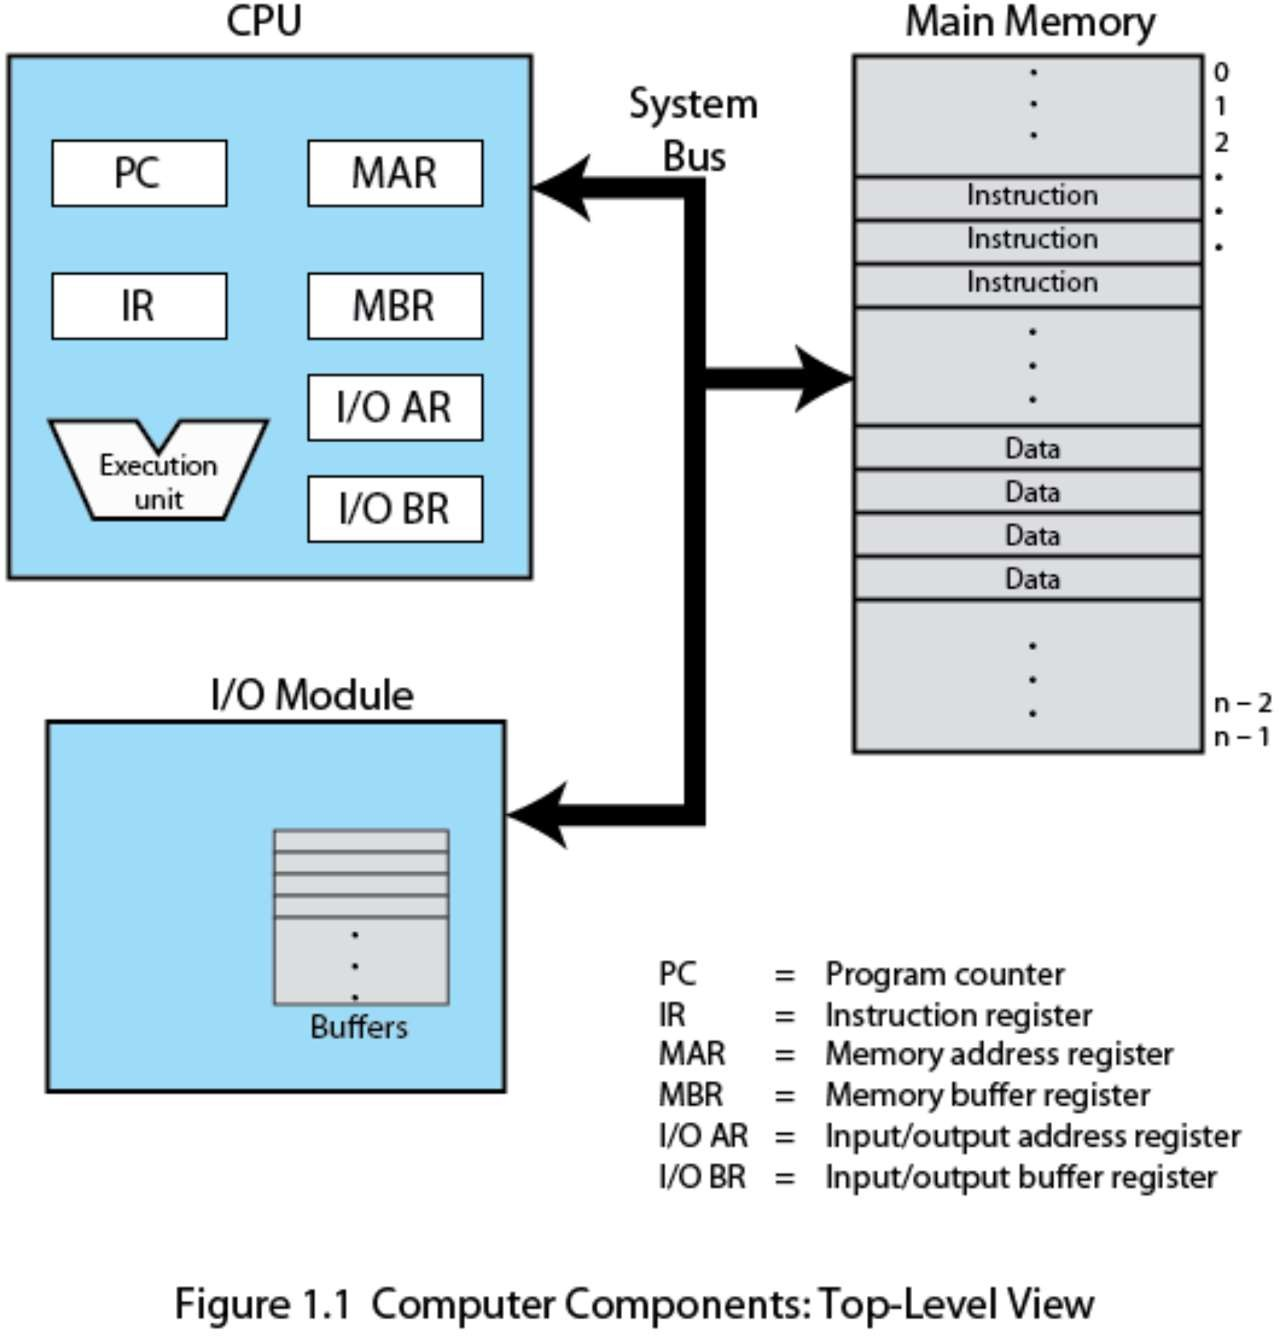 CPU
PC
MAR
IR
MBR
I/O AR
I/O BR
Execution
unit
System
Bus
Main Memory
0
1
2
Instruction
Instruction
Instruction
Data
Data
Data
Data
n – 2
n – 1
I/O Module
Buffers
PC = Program counter
IR = Instruction register
MAR = Memory address register
MBR = Memory buffer register
I/O AR = Input/output address register
I/O BR = Input/output buffer register
Figure 1.1 Computer Components: Top-Level View